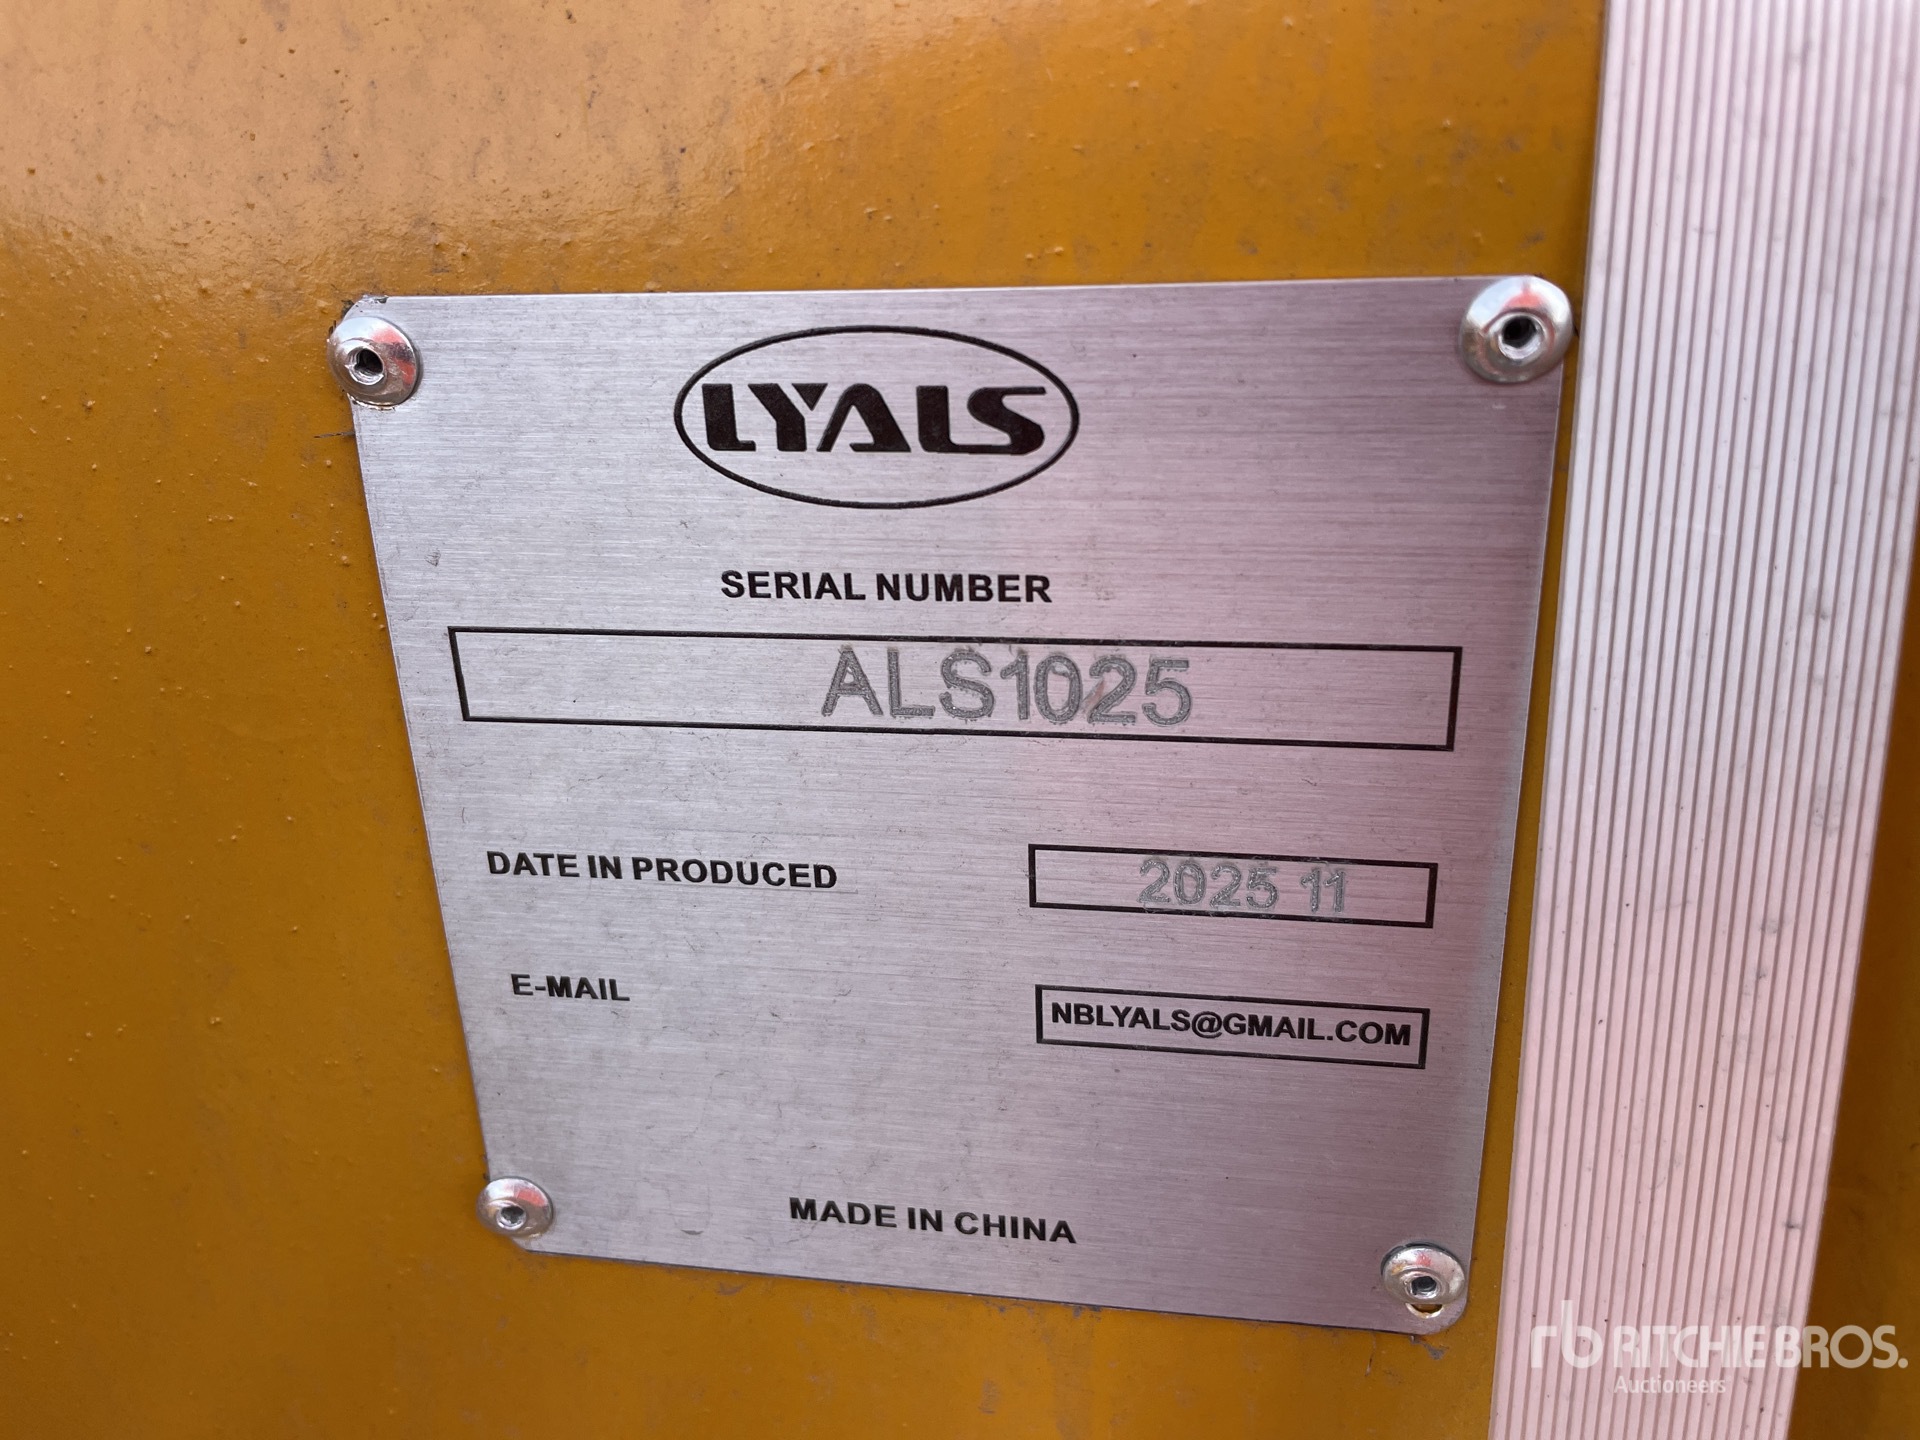 LYALS
SERIAL NUMBER
ALS1025
DATE IN PRODUCED
2025 11
E-MAIL
NBLYALS@GMAIL.COM
MADE IN CHINA
rb RITCHIE BROS.
Auctioneers